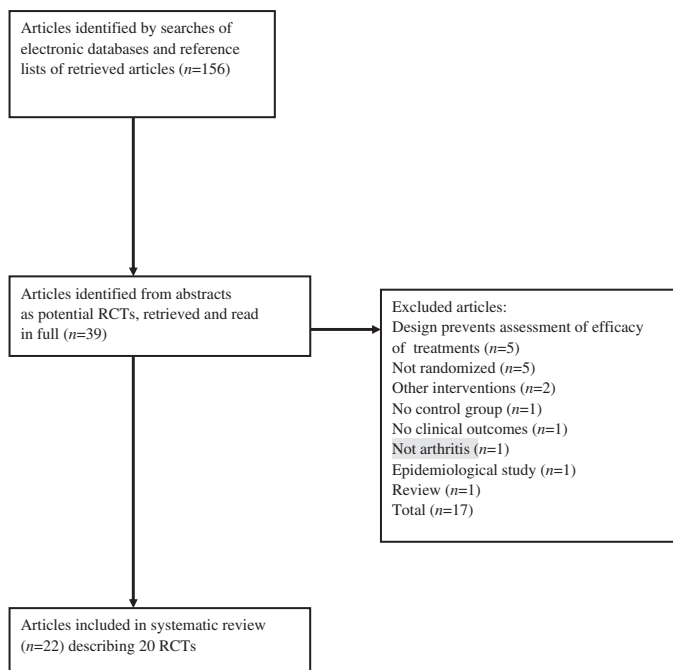 Articles identified by searches of
electronic databases and reference
lists of retrieved articles (n=156)
Articles identified from abstracts
as potential RCTs, retrieved and read
in full (n=39)
Excluded articles:
Design prevents assessment of efficacy
of treatments (n=5)
Not randomized (n=5)
Other interventions (n=2)
No control group (n=1)
No clinical outcomes (n=1)
Not arthritis (n=1)
Epidemiological study (n=1)
Review (n=1)
Total (n=17)
Articles included in systematic review
(n=22) describing 20 RCTs